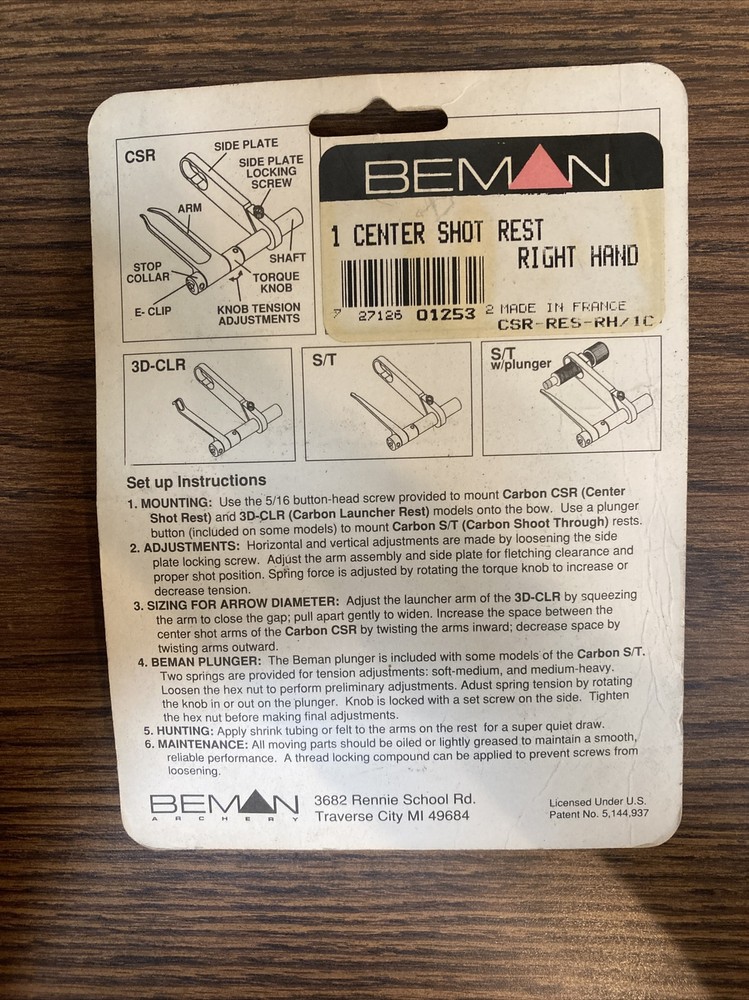 CSR
SIDE PLATE
SIDE PLATE
LOCKING
SCREW
ARM
SHAFT
STOP
COLLAR
TORQUE
KNOB
E- CLIP
KNOB TENSION
ADJUSTMENTS
BEMAN
1 CENTER SHOT REST
RIGHT HAND
7 27126 01253 2 MADE IN FRANCE
CSR-RES-RH/1C
3D-CLR
S/T
S/T
w/plunger
Set up Instructions
1. MOUNTING: Use the 5/16 button-head screw provided to mount Carbon CSR (Center
Shot Rest) and 3D-CLR (Carbon Launcher Rest) models onto the bow. Use a plunger
button (included on some models) to mount Carbon S/T (Carbon Shoot Through) rests.
2. ADJUSTMENTS: Horizontal and vertical adjustments are made by loosening the side
plate locking screw. Adjust the arm assembly and side plate for fletching clearance and
proper shot position. Spring force is adjusted by rotating the torque knob to increase or
decrease tension.
3. SIZING FOR ARROW DIAMETER: Adjust the launcher arm of the 3D-CLR by squeezing
the arm to close the gap; pull apart gently to widen. Increase the space between the
center shot arms of the Carbon CSR by twisting the arms inward; decrease space by
twisting arms outward.
4. BEMAN PLUNGER: The Beman plunger is included with some models of the Carbon S/T.
Two springs are provided for tension adjustments: soft-medium, and medium-heavy.
Loosen the hex nut to perform preliminary adjustments. Adust spring tension by rotating
the knob in or out on the plunger. Knob is locked with a set screw on the side. Tighten
the hex nut before making final adjustments.
5. HUNTING: Apply shrink tubing or felt to the arms on the rest for a super quiet draw.
6. MAINTENANCE: All moving parts should be oiled or lightly greased to maintain a smooth,
reliable performance. A thread locking compound can be applied to prevent screws from
loosening.
BEMAN
ARCHERY
3682 Rennie School Rd.
Traverse City MI 49684
Licensed Under U.S.
Patent No. 5,144,937